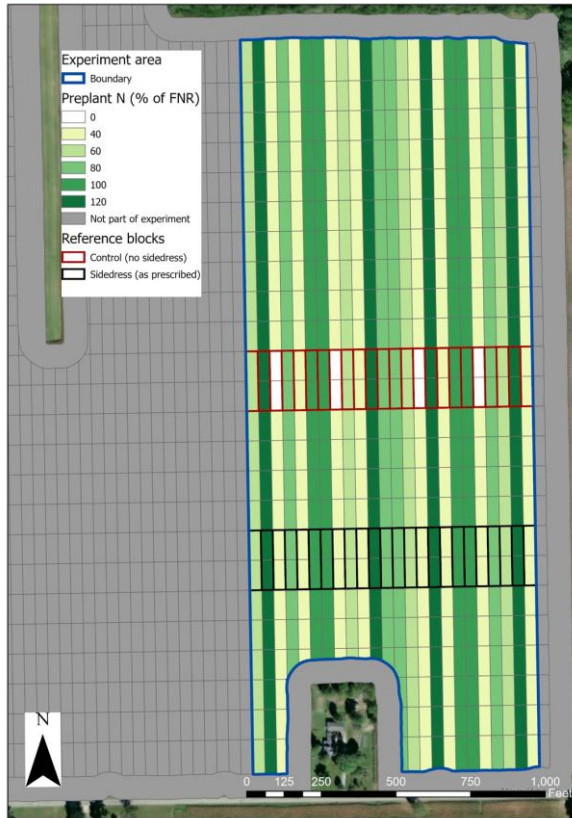 Experiment area
Boundary
Preplant N (% of FNR)
0
40
60
80
100
120
Not part of experiment
Reference blocks
Control (no sidedress)
Sidedress (as prescribed)
N
0 125 250 500 750 1,000
Feet